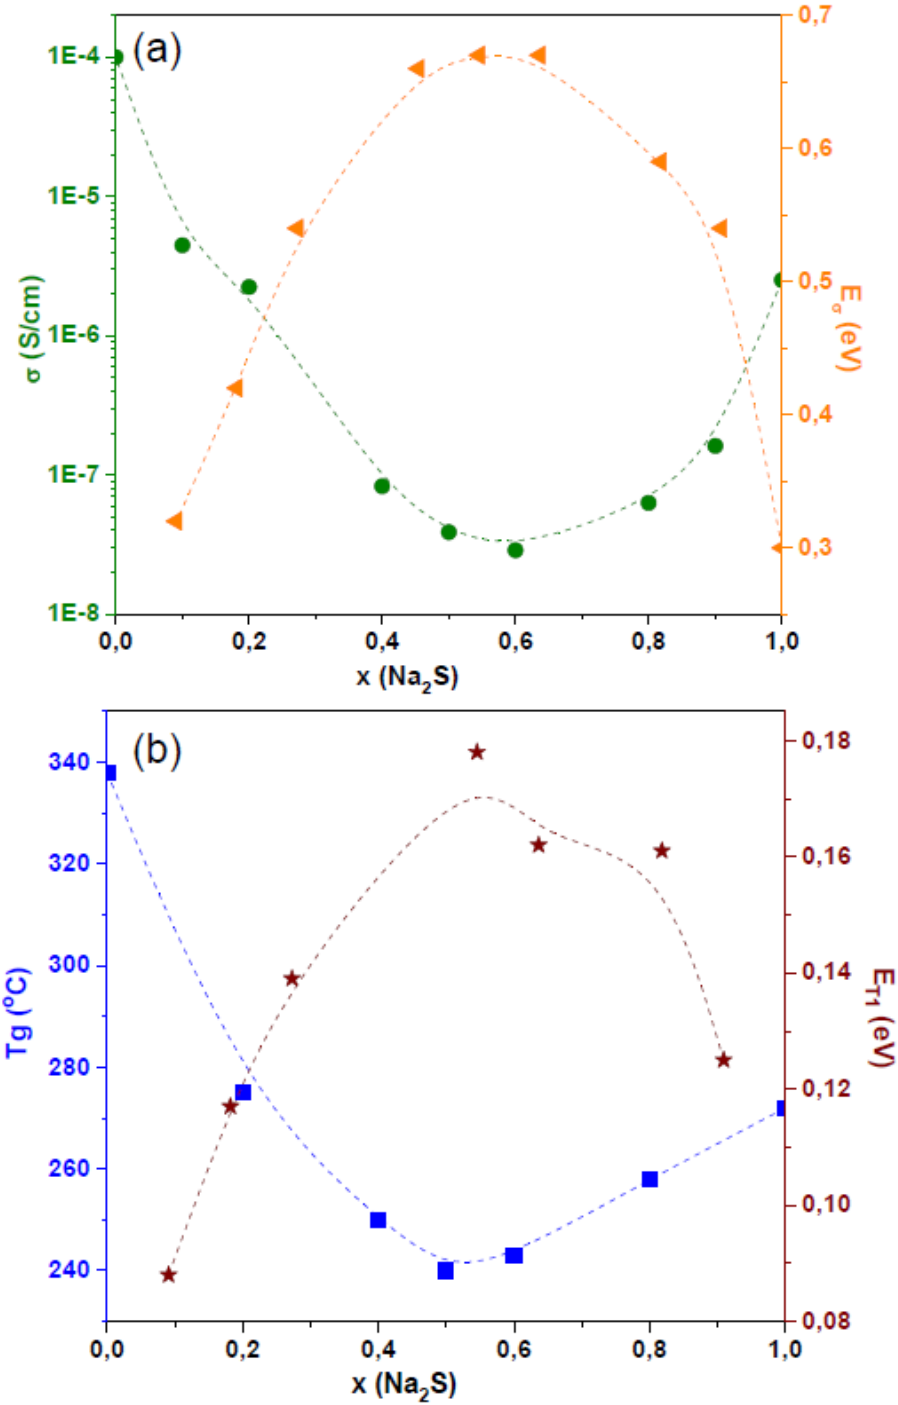 (a)
1E-4
1E-5
1E-6
1E-7
1E-8
σ (S/cm)
0,7
0,6
0,5
0,4
0,3
Eσ (eV)
0,0 0,2 0,4 0,6 0,8 1,0
x (Na2S)
(b)
340
320
300
280
260
240
Tg (°C)
0,18
0,16
0,14
0,12
0,10
0,08
ET1 (eV)
0,0 0,2 0,4 0,6 0,8 1,0
x (Na2S)